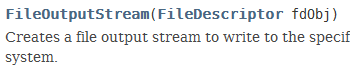 FileOutputStream(FileDescriptor fdObj)
Creates a file output stream to write to the specif
system.